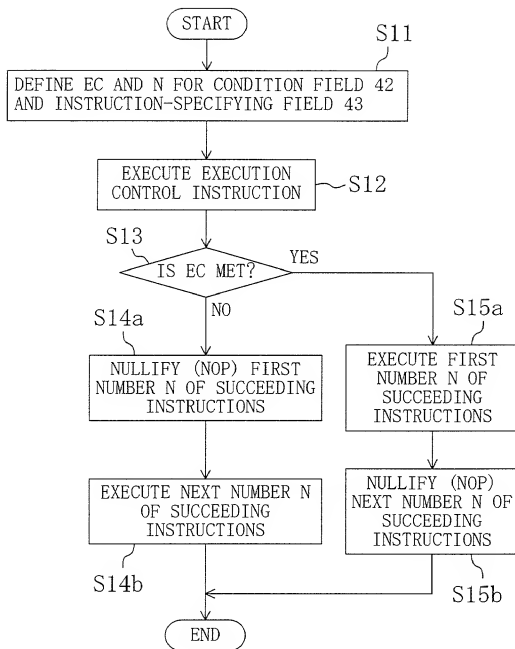 START
S11
DEFINE EC AND N FOR CONDITION FIELD 42
AND INSTRUCTION-SPECIFYING FIELD 43
EXECUTE EXECUTION
CONTROL INSTRUCTION
S12
S13
IS EC MET?
YES
NO
S14a
NULLIFY (NOP) FIRST
NUMBER N OF SUCCEEDING
INSTRUCTIONS
S15a
EXECUTE FIRST
NUMBER N OF
SUCCEEDING
INSTRUCTIONS
EXECUTE NEXT NUMBER N
OF SUCCEEDING
INSTRUCTIONS
S14b
NULLIFY (NOP)
NEXT NUMBER N OF
SUCCEEDING
INSTRUCTIONS
S15b
END